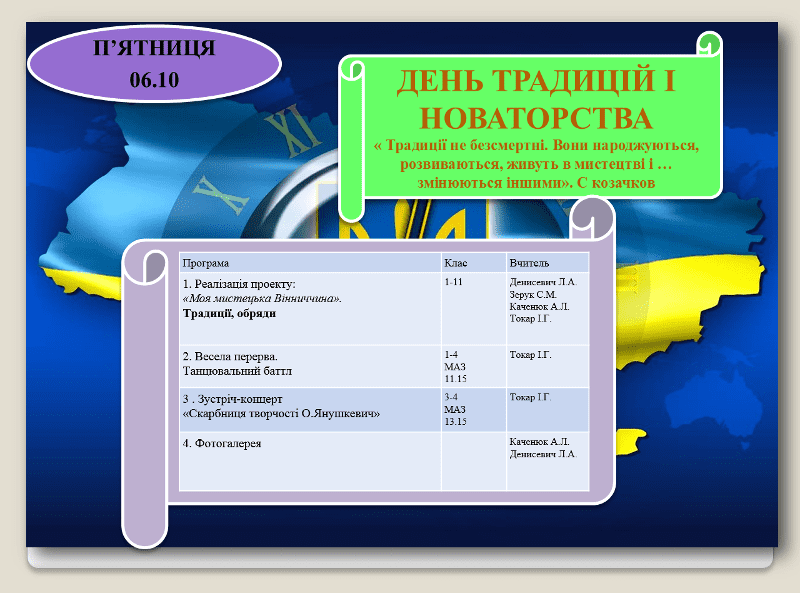 П’ЯТНИЦЯ
06.10
ДЕНЬ ТРАДИЦІЙ І
НОВАТОРСТВА
« Традиції не безсмертні. Вони народжуються,
розвиваються, живуть в мистецтві і …
змінюються іншими». С козачков
XI
X
Програма Клас Вчитель
1. Реалізація проекту: 1-11 Денисевич Л.А.
«Моя мистецька Вінниччина». Зерук С.М.
Традиції, обряди Каченюк А.Л.
Токар І.Г.
2. Весела перерва. 1-4 Токар І.Г.
Танцювальний баттл МАЗ
11.15
3 . Зустріч-концерт 3-4 Токар І.Г.
«Скарбниця творчості О.Янушкевич» МАЗ
13.15
4. Фотогалерея Каченюк А.Л.
Денисевич Л.А.